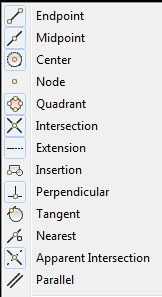 Endpoint
Midpoint
Center
Node
Quadrant
Intersection
Extension
Insertion
Perpendicular
Tangent
Nearest
Apparent Intersection
Parallel